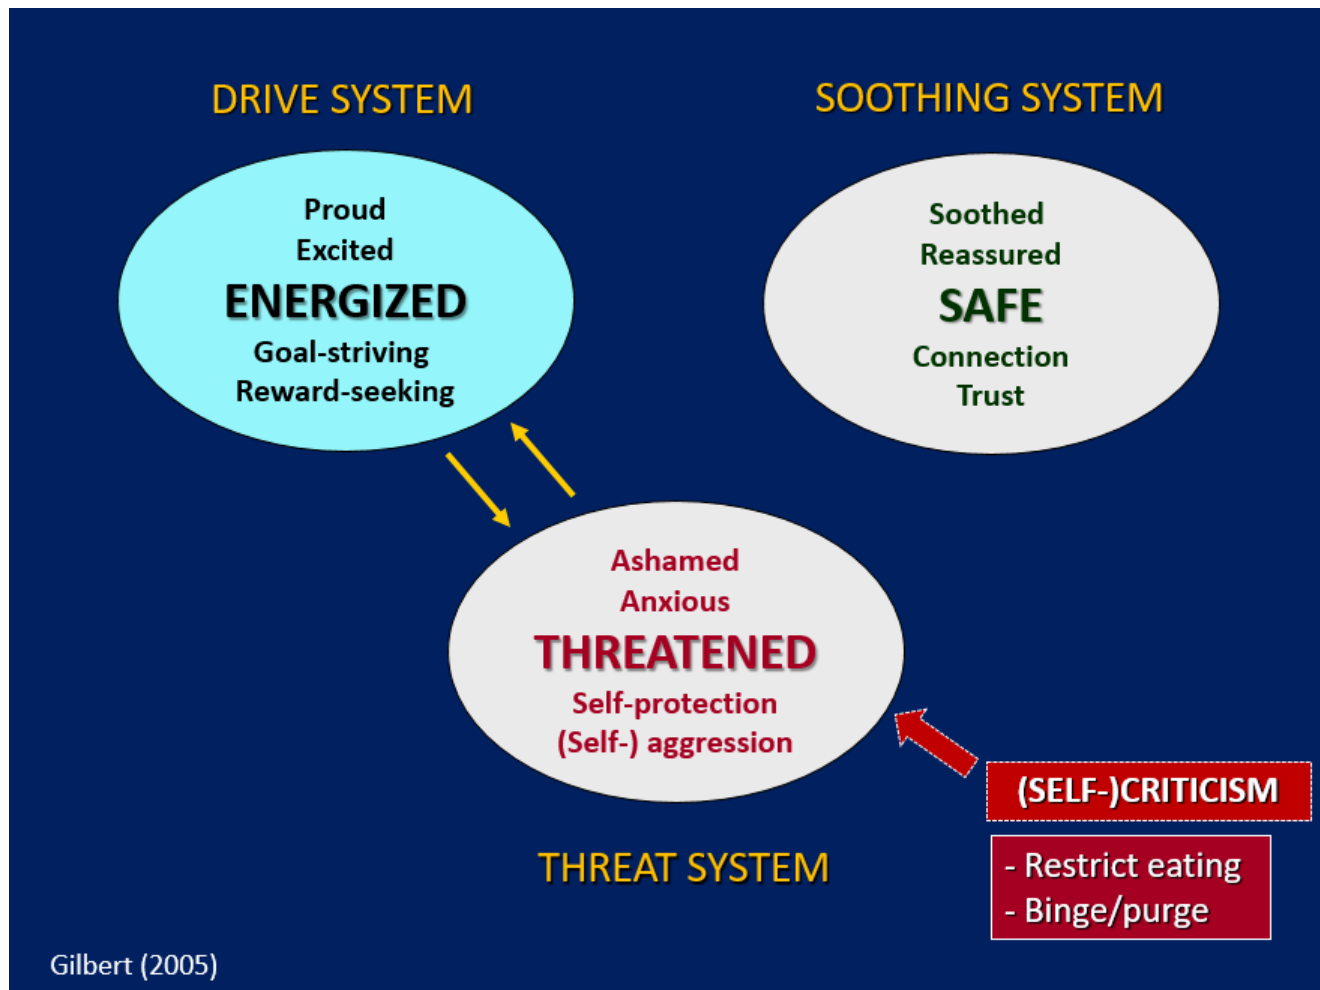 DRIVE SYSTEM
SOOTHING SYSTEM
Proud
Excited
ENERGIZED
Goal-striving
Reward-seeking
Soothed
Reassured
SAFE
Connection
Trust
Ashamed
Anxious
THREATENED
Self-protection
(Self-) aggression
THREAT SYSTEM
(SELF-)CRITICISM
- Restrict eating
- Binge/purge
Gilbert (2005)